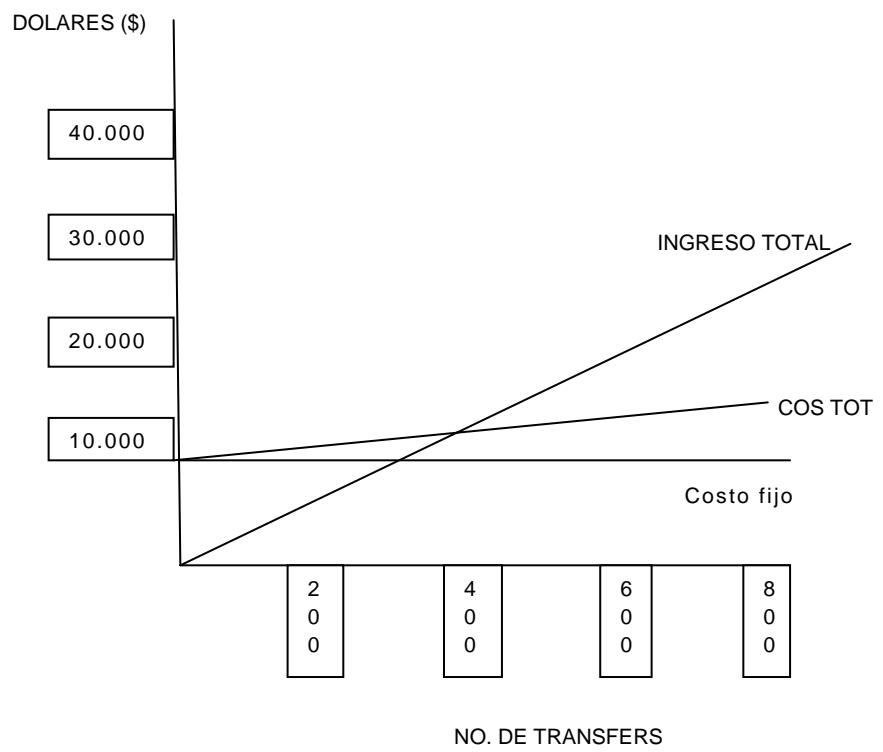 DOLARES ($)
40.000
30.000
INGRESO TOTAL
20.000
COS TOT
10.000
Costo fijo
200
400
600
800
NO. DE TRANSFERS